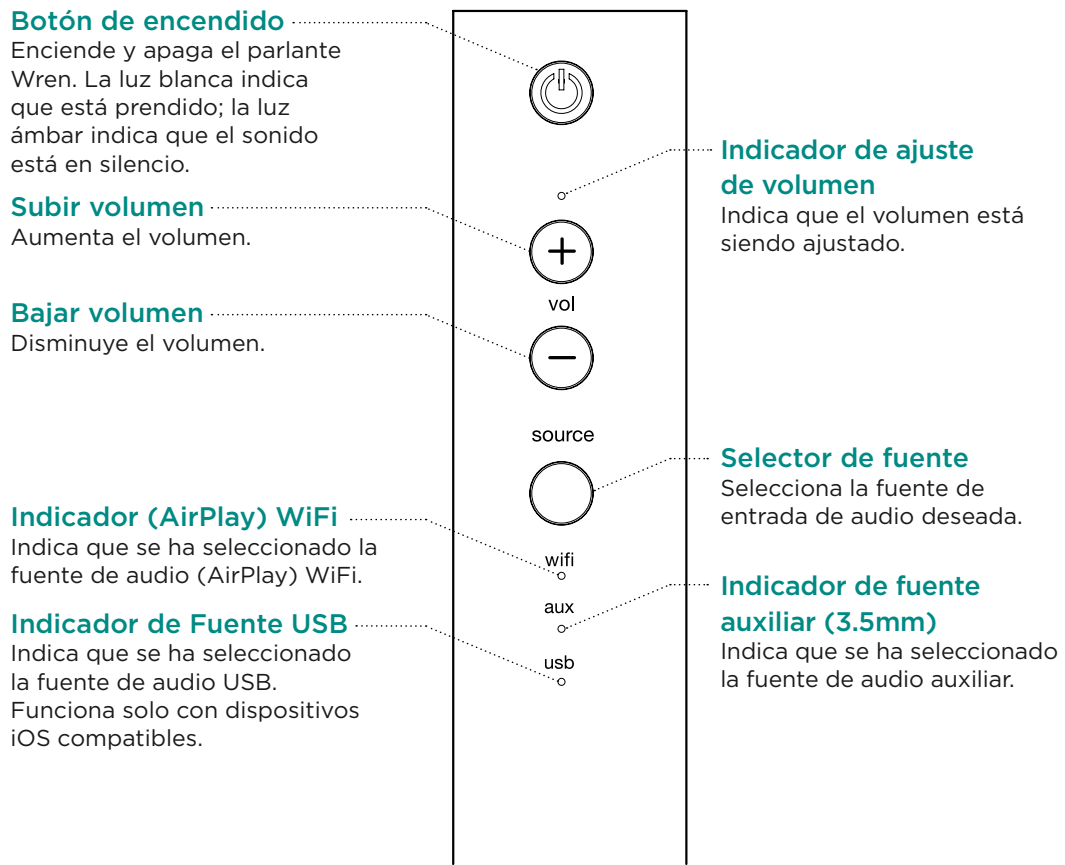 Botón de encendido
Enciende y apaga el parlante
Wren. La luz blanca indica
que está prendido; la luz
ámbar indica que el sonido
está en silencio.
Subir volumen
Aumenta el volumen.
Bajar volumen
Disminuye el volumen.
Indicador (AirPlay) WiFi
Indica que se ha seleccionado la
fuente de audio (AirPlay) WiFi.
Indicador de Fuente USB
Indica que se ha seleccionado
la fuente de audio USB.
Funciona solo con dispositivos
iOS compatibles.
+
vol
−
source
wifi
aux
usb
Indicador de ajuste
de volumen
Indica que el volumen está
siendo ajustado.
Selector de fuente
Selecciona la fuente de
entrada de audio deseada.
Indicador de fuente
auxiliar (3.5mm)
Indica que se ha seleccionado
la fuente de audio auxiliar.